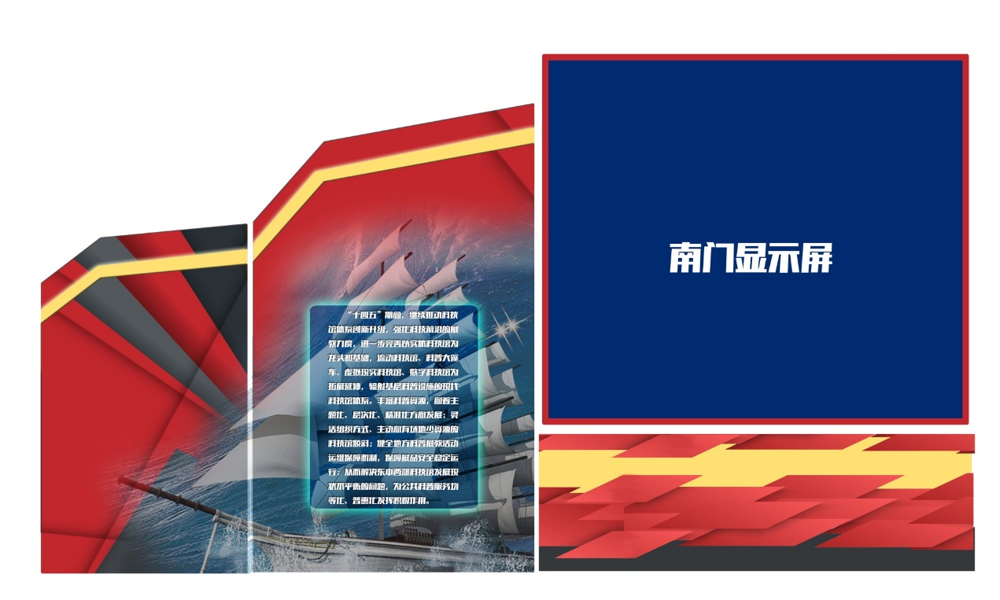 “十四五”期间，继续推动科技
馆体系创新升级，强化科技前沿的展
教力度，进一步完善以实体科技馆为
龙头和基础，流动科技馆、科普大篷
车、虚拟现实科技馆、数字科技馆为
拓展延伸，辐射基层科普设施的现代
科技馆体系。丰富科普资源，向着主
题化、层次化、精准化方向发展；灵
活组织方式、主动向有场地少资源的
科技馆倾斜；健全地方科普展教活动
运维保障机制，保障展品安全稳定运
行；从而解决东中西部科技馆发展现
状不平衡的问题，为公共科普服务均
等化、普惠化发挥积极作用。
南门显示屏